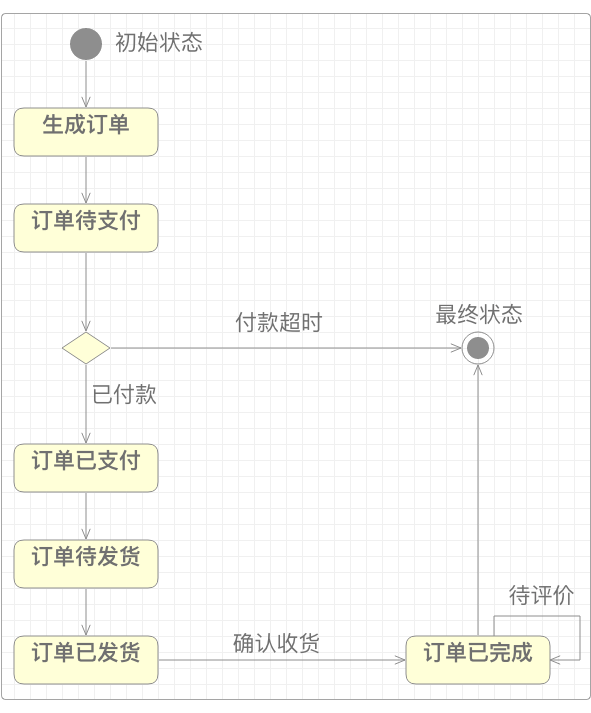 初始状态
生成订单
订单待支付
付款超时
最终状态
已付款
订单已支付
订单待发货
待评价
订单已发货
确认收货
订单已完成